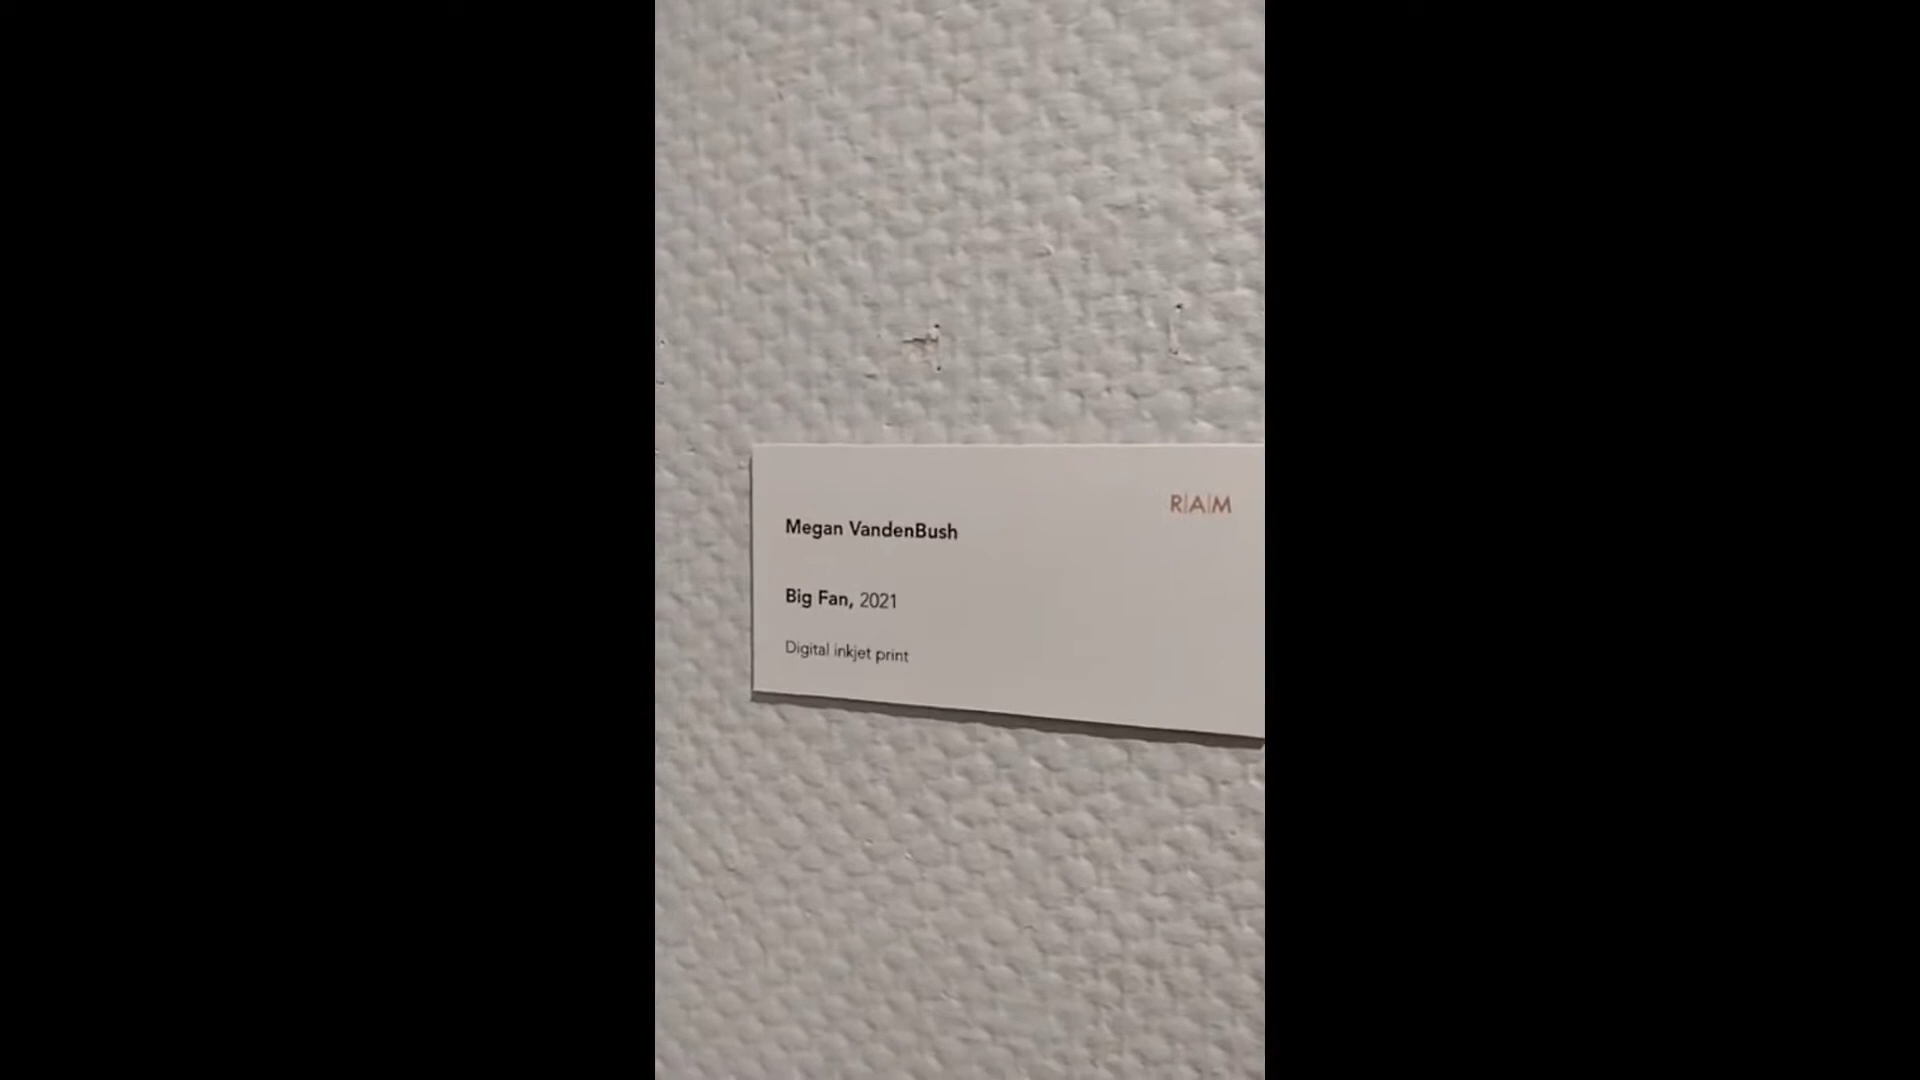 R|A|M
Megan VandenBush
Big Fan, 2021
Digital inkjet print